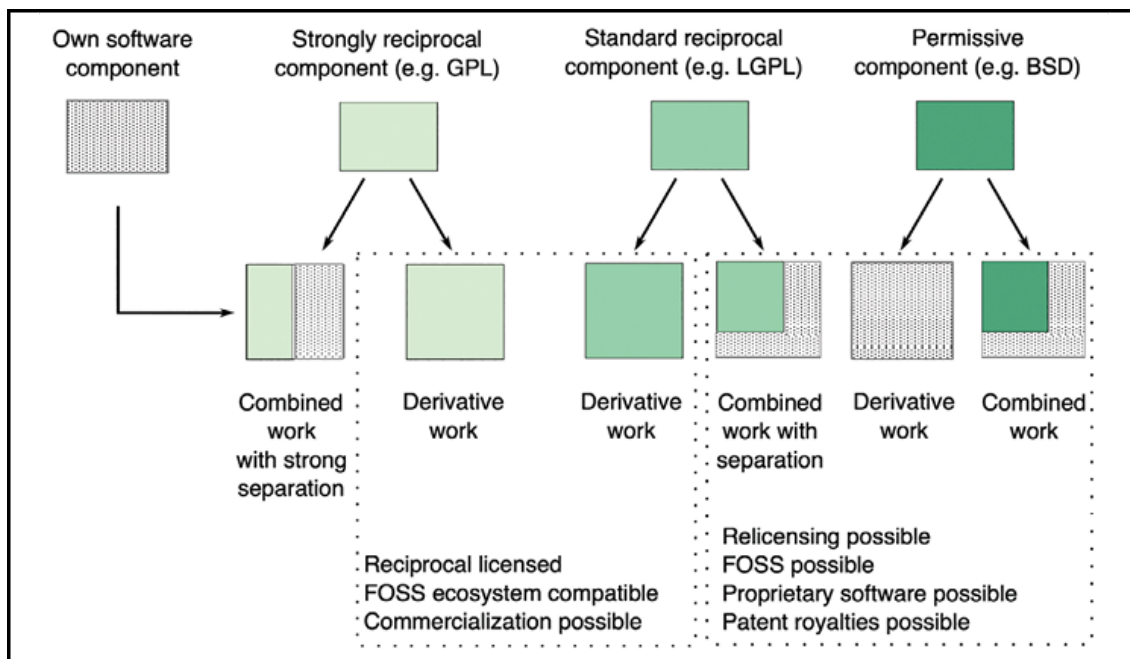 Own software
component
Strongly reciprocal
component (e.g. GPL)
Standard reciprocal
component (e.g. LGPL)
Permissive
component (e.g. BSD)
Combined
work
with strong
separation
Derivative
work
Derivative
work
Combined
work with
separation
Derivative
work
Combined
work
Reciprocal licensed
FOSS ecosystem compatible
Commercialization possible
Relicensing possible
FOSS possible
Proprietary software possible
Patent royalties possible